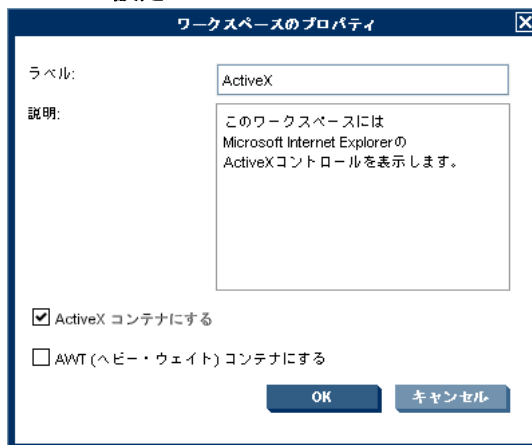 ワークスペースのプロパティ
ラベル:
ActiveX
説明:
このワークスペースには
Microsoft Internet Explorerの
ActiveXコントロールを表示します。
ActiveX コンテナにする
AWT (ヘビー・ウェイト) コンテナにする
OK
キャンセル